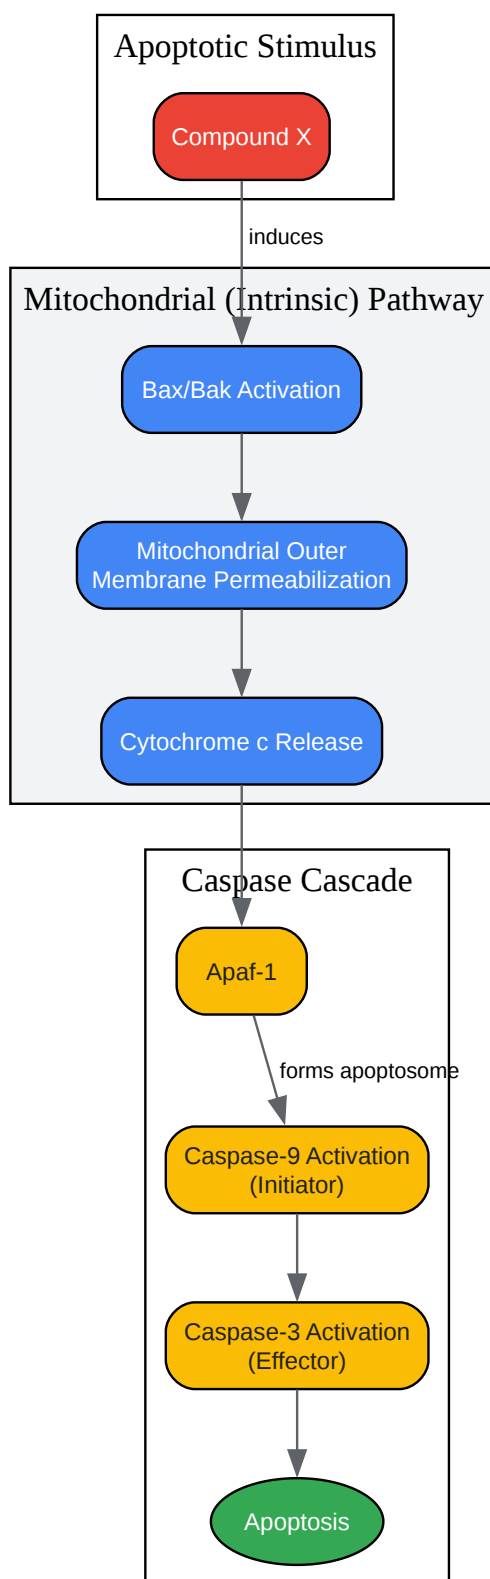 Apoptotic Stimulus
Compound X
induces
Mitochondrial (Intrinsic) Pathway
Bax/Bak Activation
Mitochondrial Outer
Membrane Permeabilization
Cytochrome c Release
Caspase Cascade
Apaf-1
forms apoptosome
Caspase-9 Activation
(Initiator)
Caspase-3 Activation
(Effector)
Apoptosis